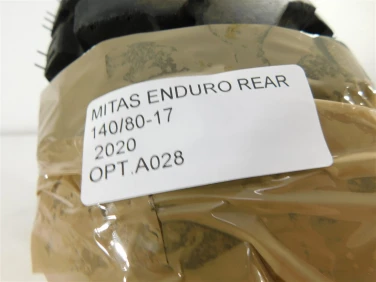 MITAS ENDURO REAR
140/80-17
2020
OPT.A028